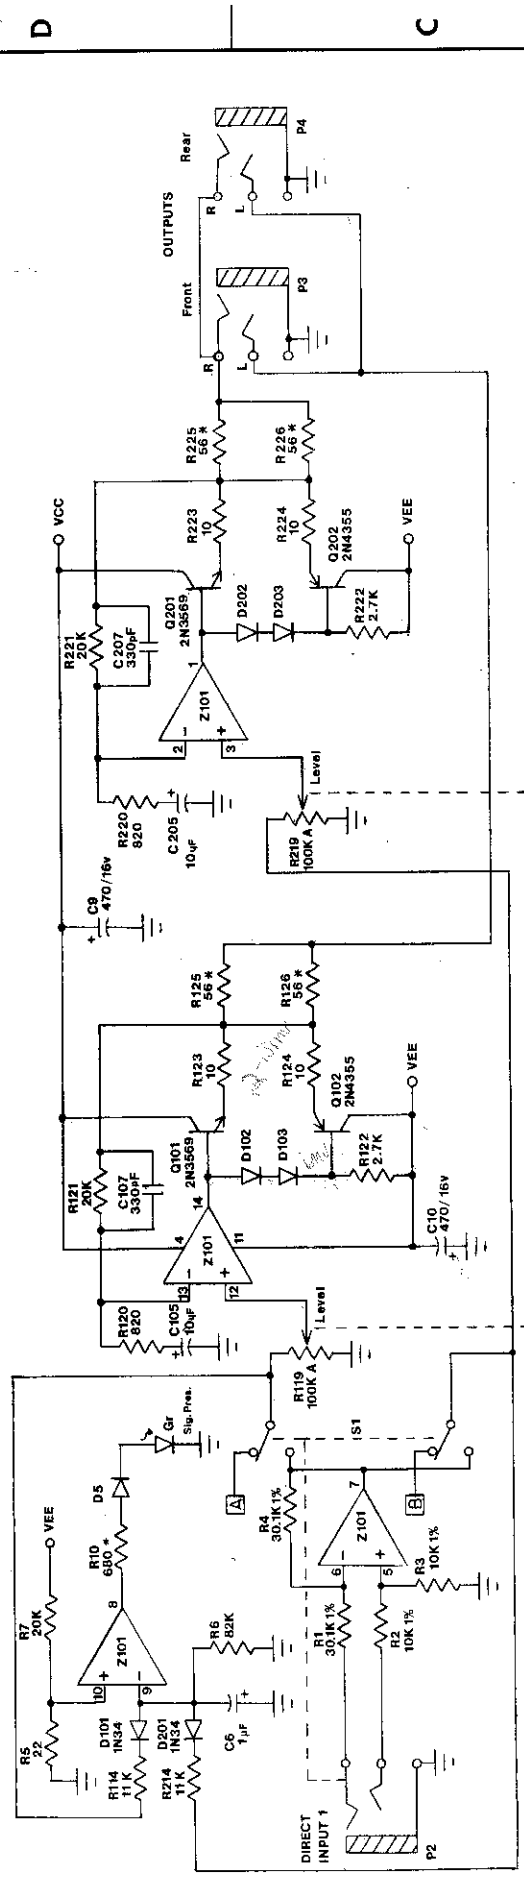 D
C
OUTPUTS
Front
Rear
R
L
P3
R
L
P4
VCC
R225
56 *
R226
56 *
R223
10
R224
10
Q201
2N3569
Q202
2N4355
VEE
D202
D203
R222
2.7K
R221
20K
C207
330pF
Z101
1
2
3
-
+
R220
820
C205
10µF
+
Level
R219
100K A
C9
470/16v
+
R125
56 *
R126
56 *
R123
10
R124
10
Q101
2N3569
Q102
2N4355
VEE
D102
D103
R122
2.7K
R121
20K
C107
330pF
Z101
14
4
11
13
12
-
+
C10
470/16v
+
R120
820
C105
10µF
+
Level
R119
100K A
Gr
Sig. Pres.
D5
R10
680 *
VEE
R7
20K
8
Z101
10
9
+
-
R5
22
D101
1N34
R114
11 K
D201
1N34
R214
11 K
R6
82K
C6
1µF
+
A
B
S1
R4
30.1K 1%
7
Z101
6
5
-
+
R3
10K 1%
R1
30.1K 1%
R2
10K 1%
DIRECT
INPUT 1
P2